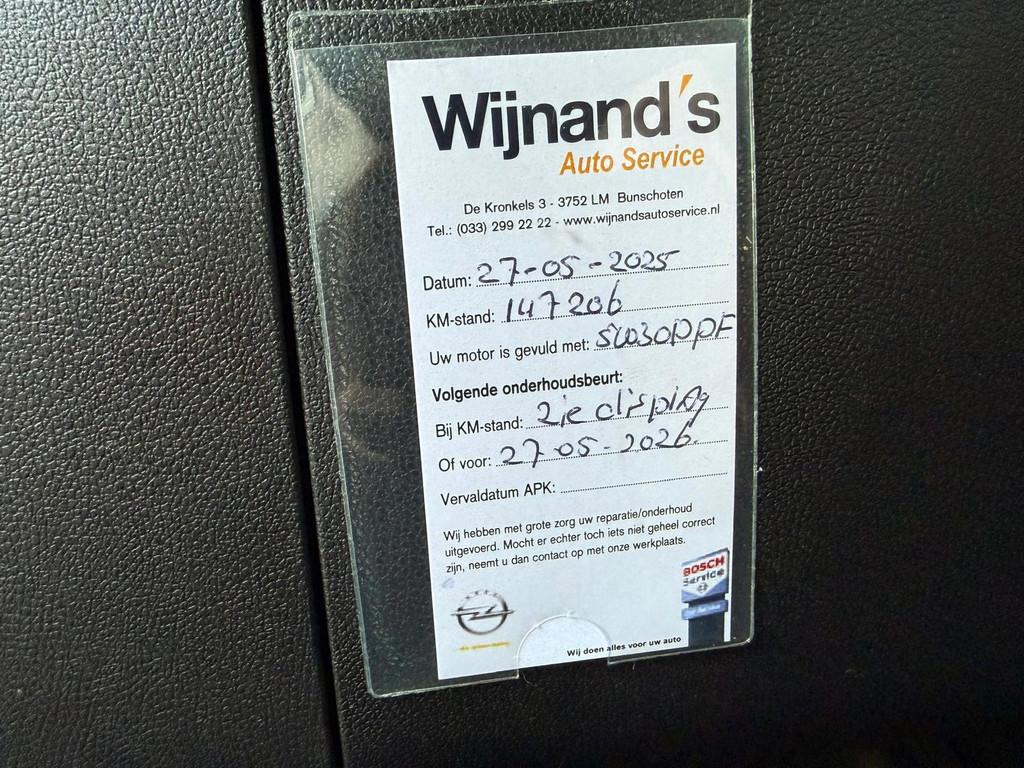 Wijnand's
Auto Service
De Kronkels 3 - 3752 LM Bunschoten
Tel.: (033) 299 22 22 - www.wijnandsautoservice.nl
Datum: 27-05-2025
KM-stand: 147206
Uw motor is gevuld met: 5W30DPF
Volgende onderhoudsbeurt:
Bij KM-stand: Zie display
Of voor: 27-05-2026.
Vervaldatum APK:
Wij hebben met grote zorg uw reparatie/onderhoud
uitgevoerd. Mocht er echter toch iets niet geheel correct
zijn, neemt u dan contact op met onze werkplaats.
BOSCH
Service
Wij doen alles voor uw auto